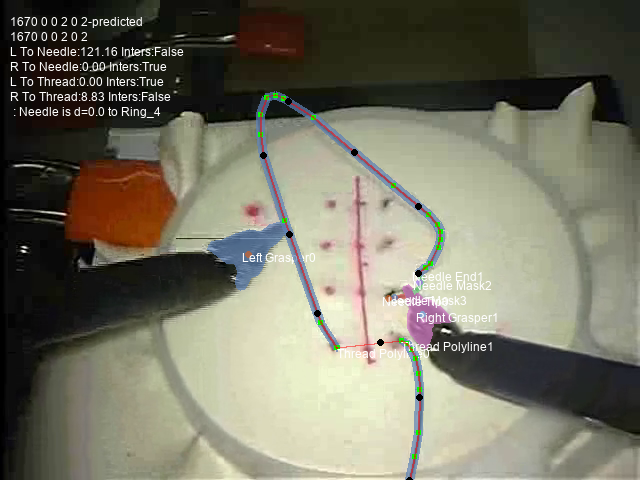 1670 0 0 2 0 2-predicted
1670 0 0 2 0 2
L To Needle:121.16 Inters:False
R To Needle:0.00 Inters:True
L To Thread:0.00 Inters:True
R To Thread:8.83 Inters:False
: Needle is d=0.0 to Ring_4
Left Grasper0
Needle End1
Needle Mask2
Needle Mask3
Right Grasper1
Thread Polyline1